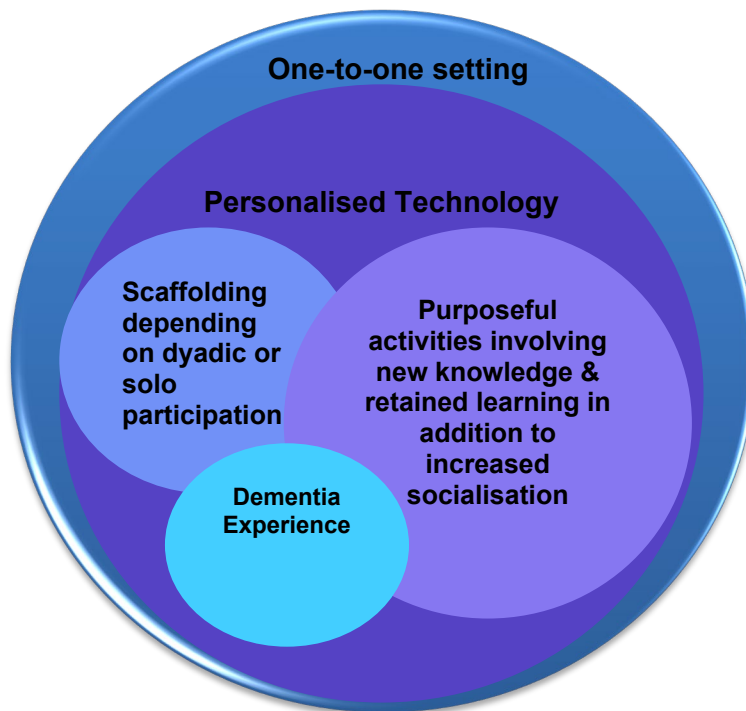 One-to-one setting
Personalised Technology
Scaffolding
depending
on dyadic or
solo
participation
Purposeful
activities involving
new knowledge &
retained learning in
addition to
increased
socialisation
Dementia
Experience